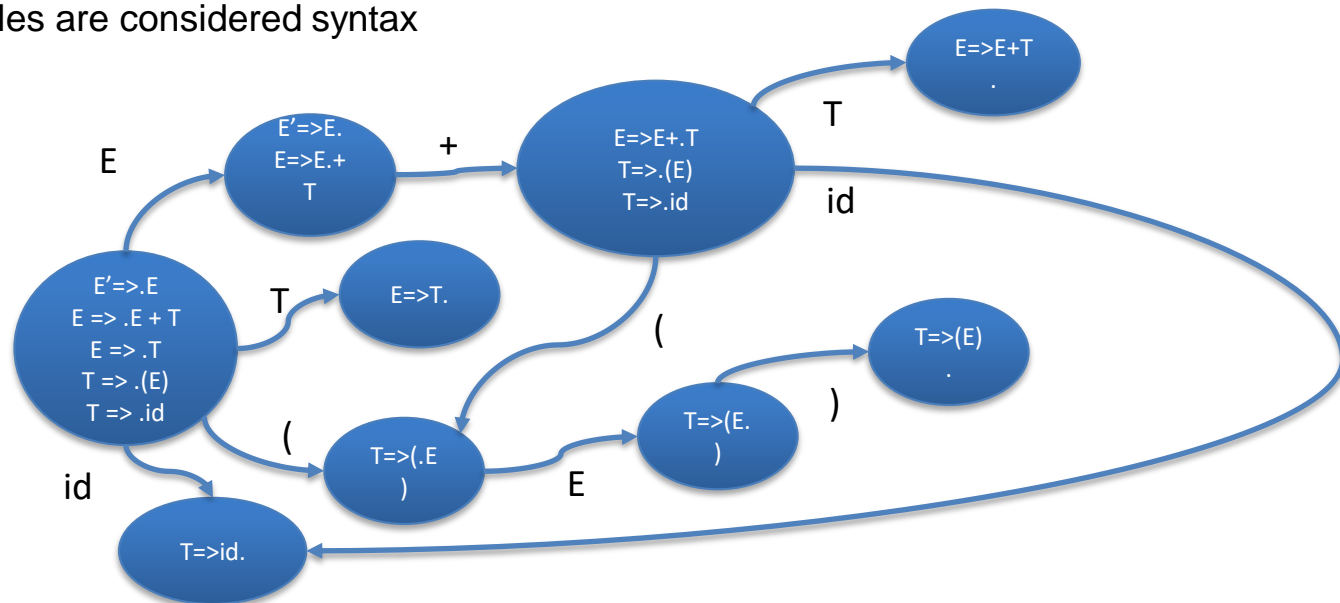 les are considered syntax
E=>E+T
.
T
E'=>E.
E=>E.+
T
E
+
E=>E+.T
T=>.(E)
T=>.id
id
E'=>.E
E => .E + T
E => .T
T => .(E)
T => .id
T
E=>T.
(
T=>(E)
.
)
(
T=>(.E
)
E
T=>(E.
)
id
T=>id.